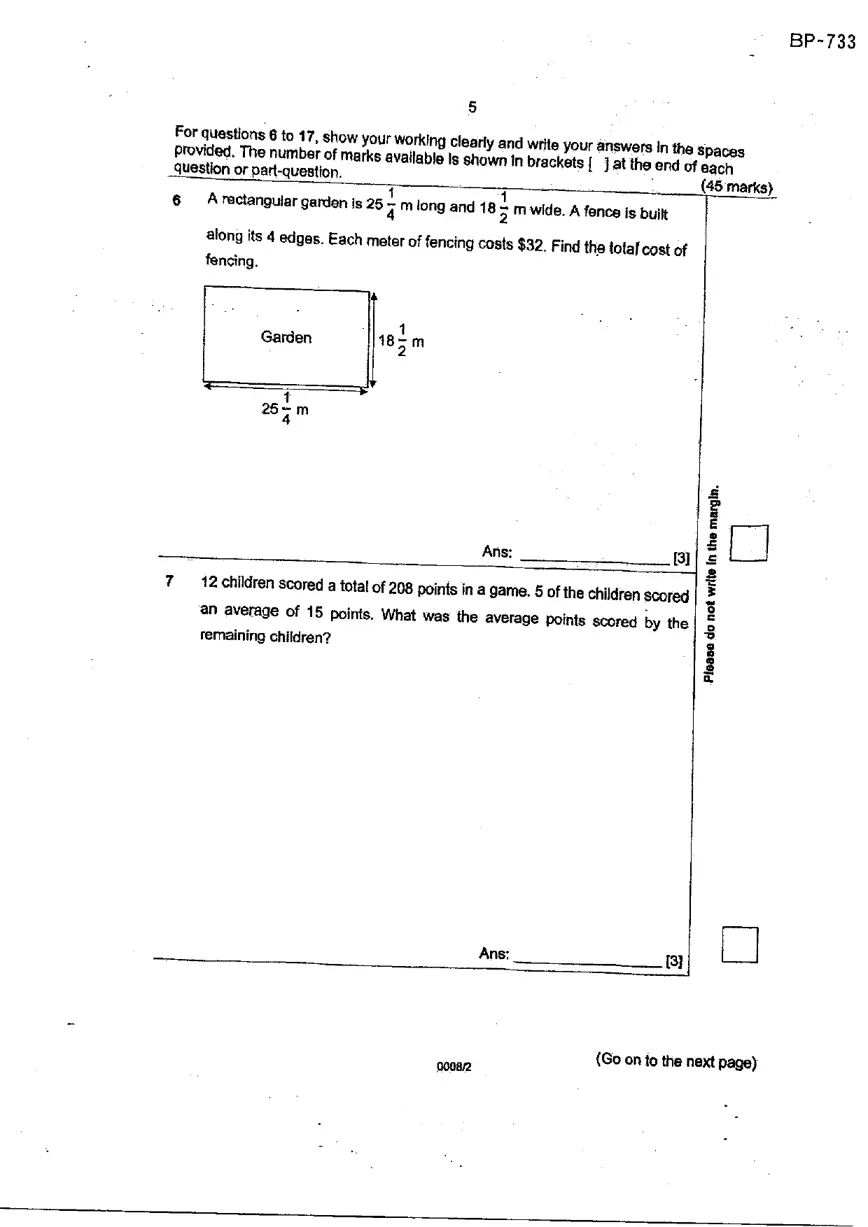 BP-733
5
For questions 6 to 17, show your working clearly and write your answers in the spaces
provided. The number of marks available is shown in brackets [ ] at the end of each
question or part-question.
(45 marks)
6 A rectangular garden is 25 1/4 m long and 18 1/2 m wide. A fence is built
along its 4 edges. Each meter of fencing costs $32. Find the total cost of
fencing.
Garden
18 1/2 m
25 1/4 m
Ans: ____________ [3]
7 12 children scored a total of 208 points in a game. 5 of the children scored
an average of 15 points. What was the average points scored by the
remaining children?
Ans: ____________ [3]
Please do not write in the margin.
0008/2
(Go on to the next page)